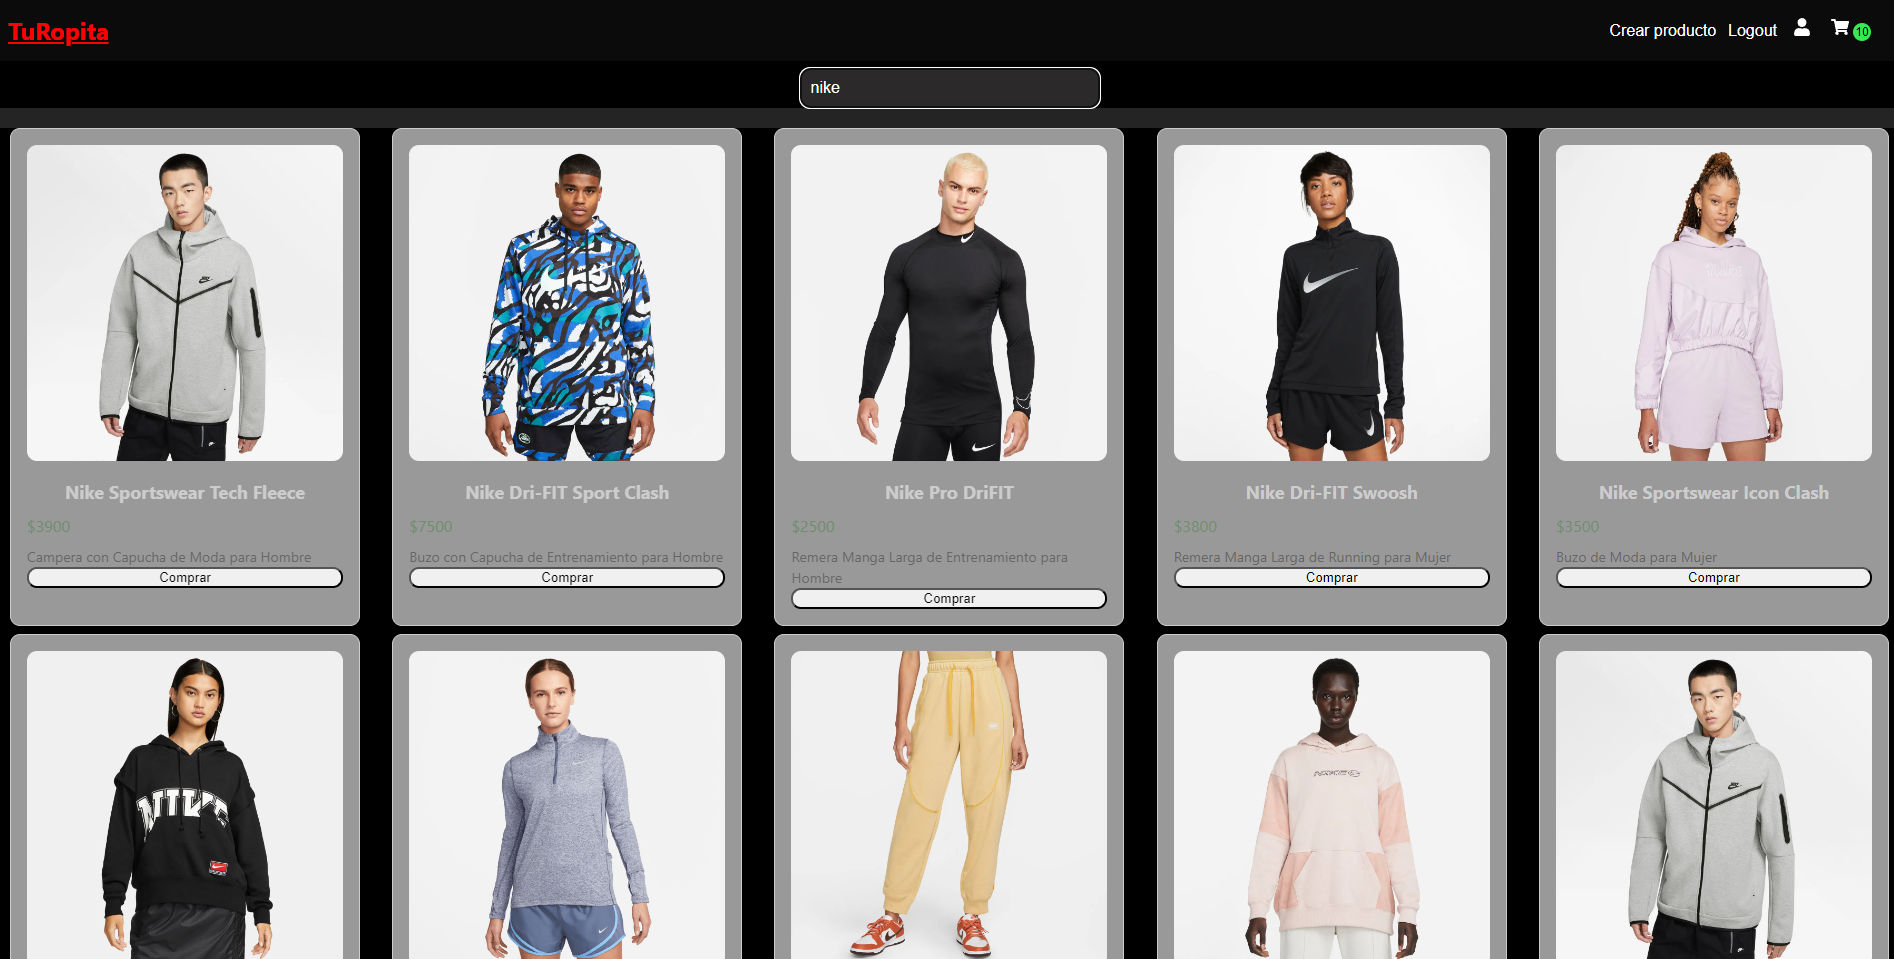 TuRopita
Crear producto Logout 10
nike
Nike Sportswear Tech Fleece
$3900
Campera con Capucha de Moda para Hombre
Comprar
Nike Dri-FIT Sport Clash
$7500
Buzo con Capucha de Entrenamiento para Hombre
Comprar
Nike Pro DriFIT
$2500
Remera Manga Larga de Entrenamiento para
Hombre
Comprar
Nike Dri-FIT Swoosh
$3800
Remera Manga Larga de Running para Mujer
Comprar
Nike Sportswear Icon Clash
$3500
Buzo de Moda para Mujer
Comprar
NIKE